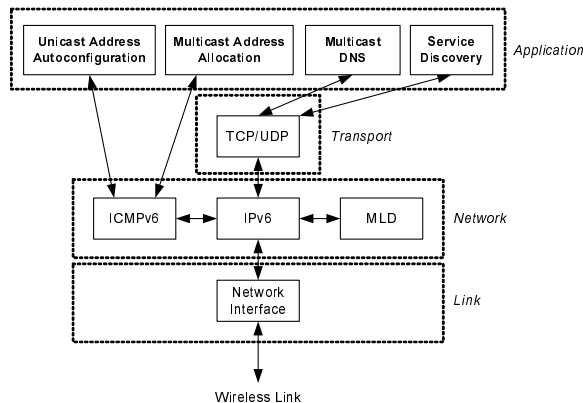 Unicast Address
Autoconfiguration
Multicast Address
Allocation
Multicast
DNS
Service
Discovery
Application
TCP/UDP
Transport
ICMPv6
IPv6
MLD
Network
Network
Interface
Link
Wireless Link